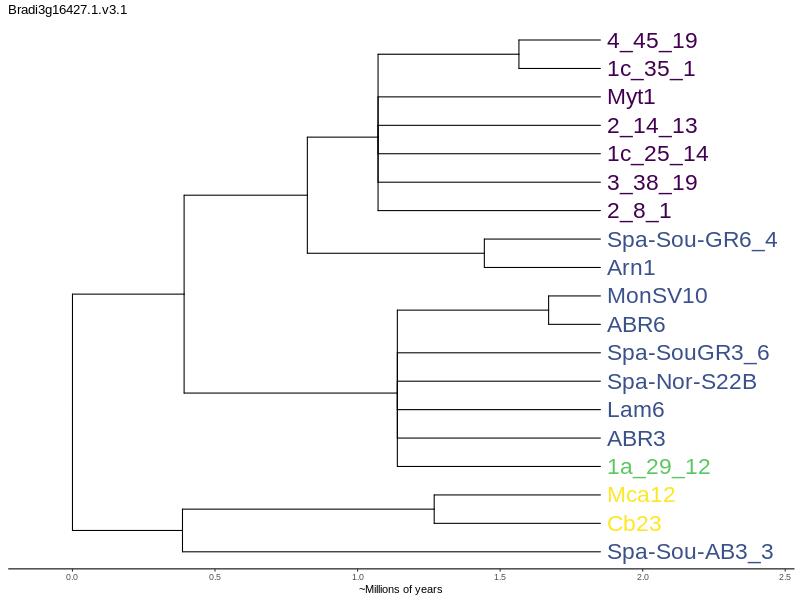 Bradi3g16427.1.v3.1
4_45_19
1c_35_1
Myt1
2_14_13
1c_25_14
3_38_19
2_8_1
Spa-Sou-GR6_4
Arn1
MonSV10
ABR6
Spa-SouGR3_6
Spa-Nor-S22B
Lam6
ABR3
1a_29_12
Mca12
Cb23
Spa-Sou-AB3_3
0.0 0.5 1.0 1.5 2.0 2.5
~Millions of years